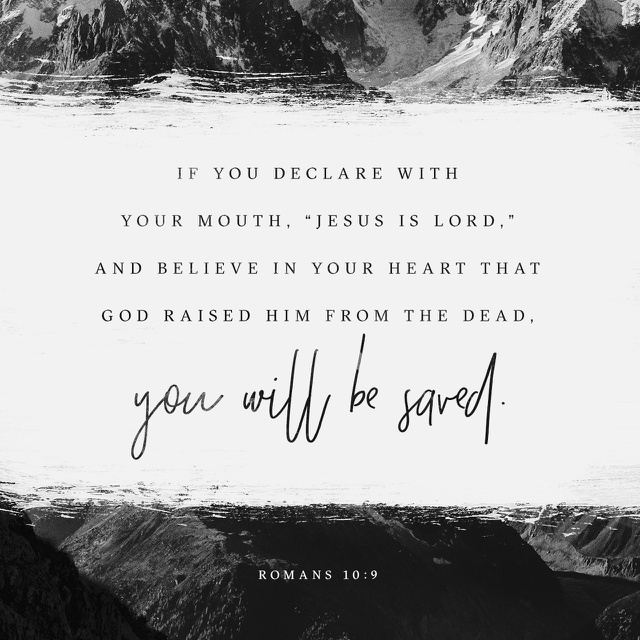 IF YOU DECLARE WITH
YOUR MOUTH, “JESUS IS LORD,”
AND BELIEVE IN YOUR HEART THAT
GOD RAISED HIM FROM THE DEAD,
you will be saved.
ROMANS 10:9